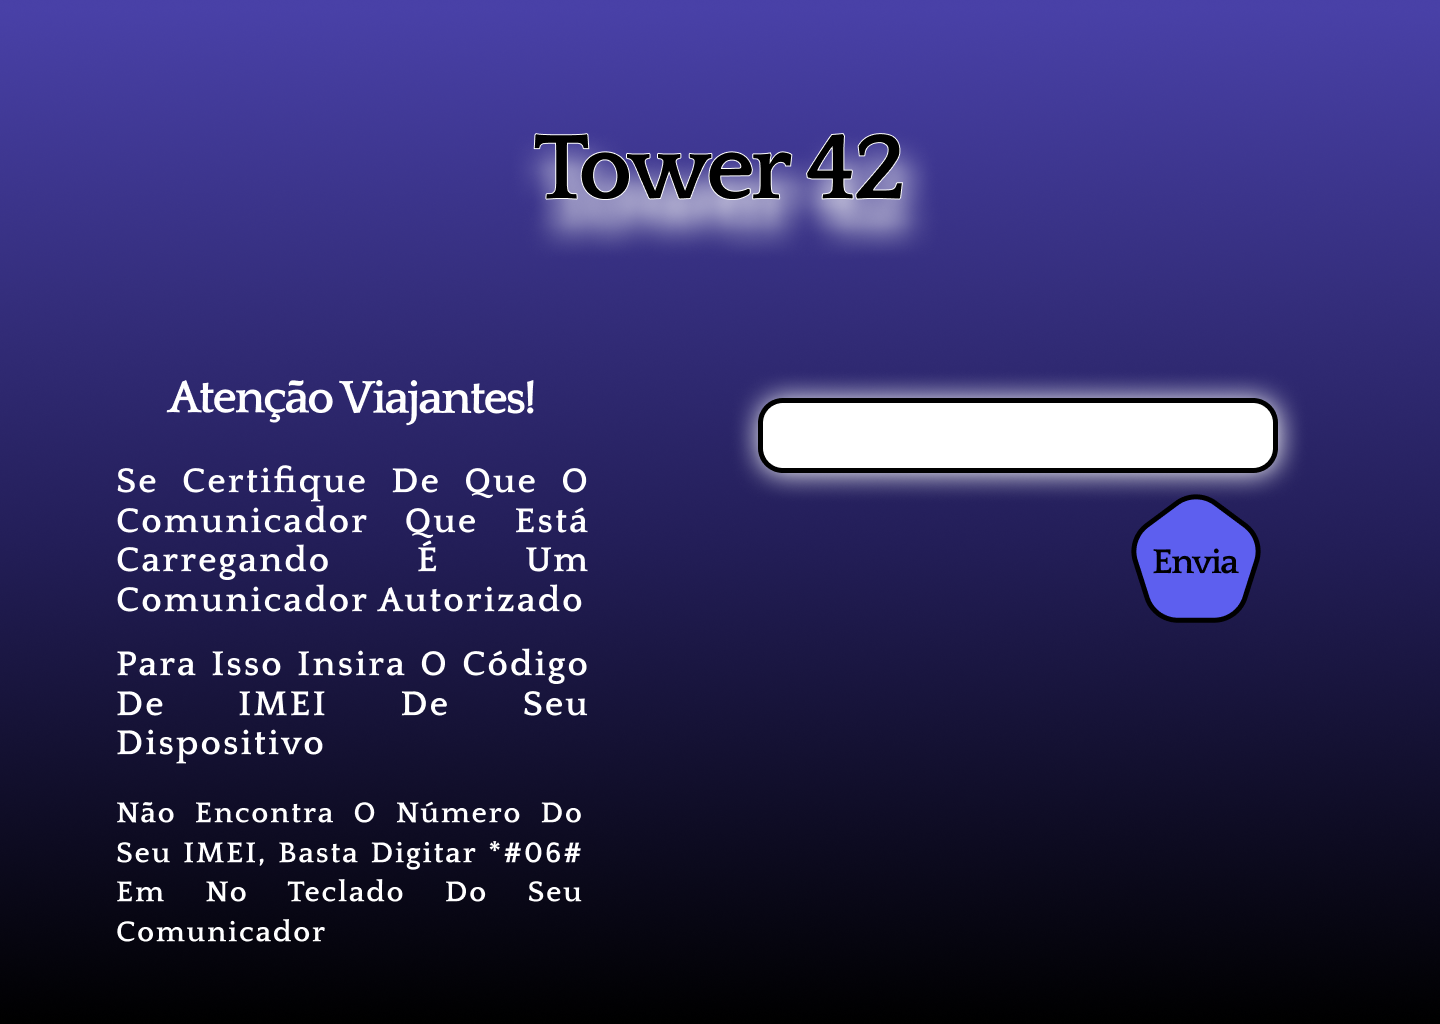 Tower 42
Atenção Viajantes!
Se Certifique De Que O
Comunicador Que Está
Carregando É Um
Comunicador Autorizado
Para Isso Insira O Código
De IMEI De Seu
Dispositivo
Não Encontra O Número Do
Seu IMEI, Basta Digitar *#06#
Em No Teclado Do Seu
Comunicador
Envia